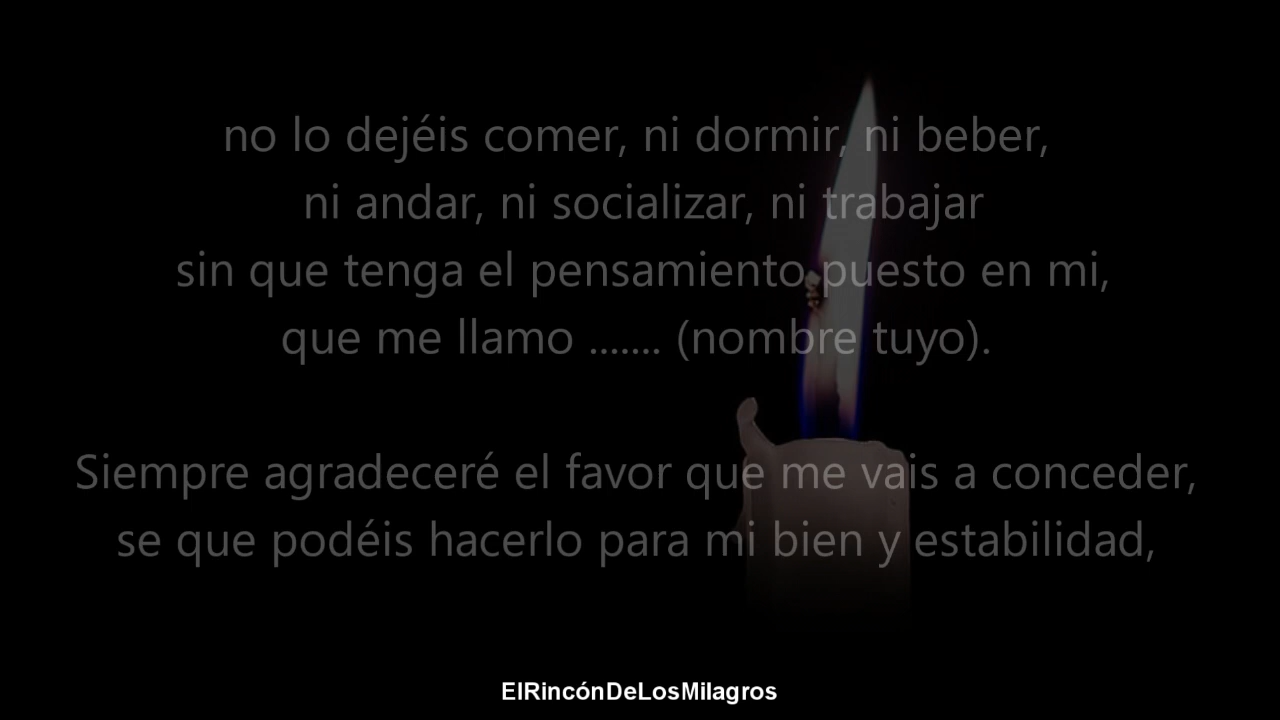 no lo dejéis comer, ni dormir, ni beber,
ni andar, ni socializar, ni trabajar
sin que tenga el pensamiento puesto en mi,
que me llamo ....... (nombre tuyo).
Siempre agradeceré el favor que me vais a conceder,
se que podéis hacerlo para mi bien y estabilidad,
ElRincónDeLosMilagros